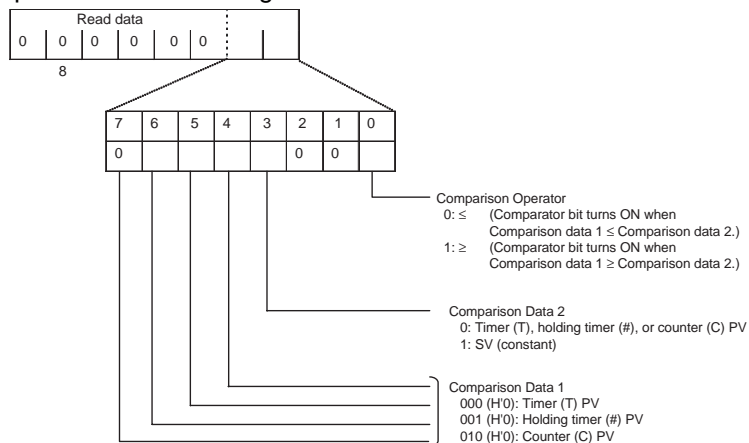 Read data
0 0 0 0 0 0
8
7 6 5 4 3 2 1 0
0 0 0
Comparison Operator
0: ≤ (Comparator bit turns ON when
Comparison data 1 ≤ Comparison data 2.)
1: ≥ (Comparator bit turns ON when
Comparison data 1 ≥ Comparison data 2.)
Comparison Data 2
0: Timer (T), holding timer (#), or counter (C) PV
1: SV (constant)
Comparison Data 1
000 (H'0): Timer (T) PV
001 (H'0): Holding timer (#) PV
010 (H'0): Counter (C) PV